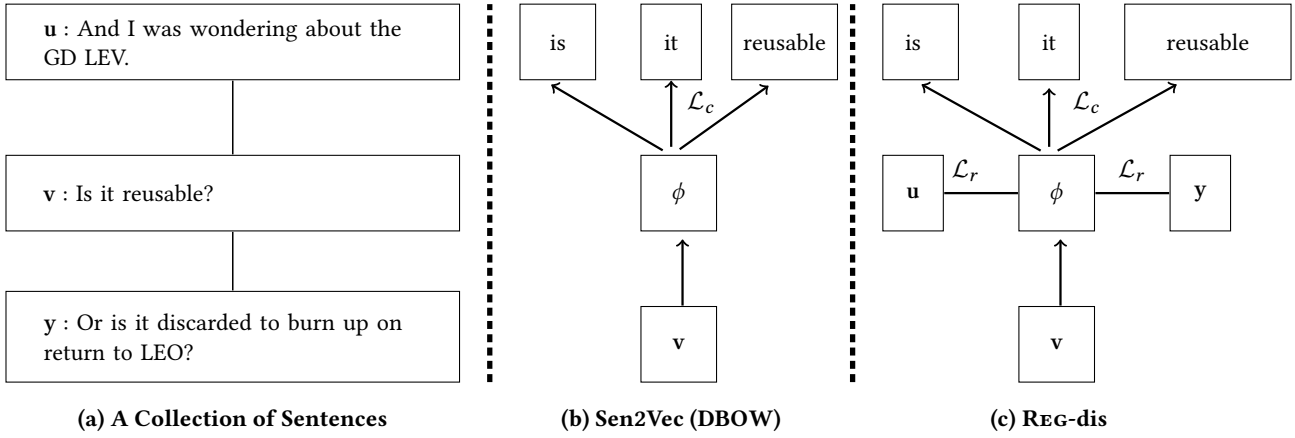 u : And I was wondering about the
GD LEV.
v : Is it reusable?
y : Or is it discarded to burn up on
return to LEO?
(a) A Collection of Sentences
is it reusable
ℒc
ϕ
v
(b) Sen2Vec (DBOW)
is it reusable
ℒc
u ℒr ϕ ℒr y
v
(c) REG-dis